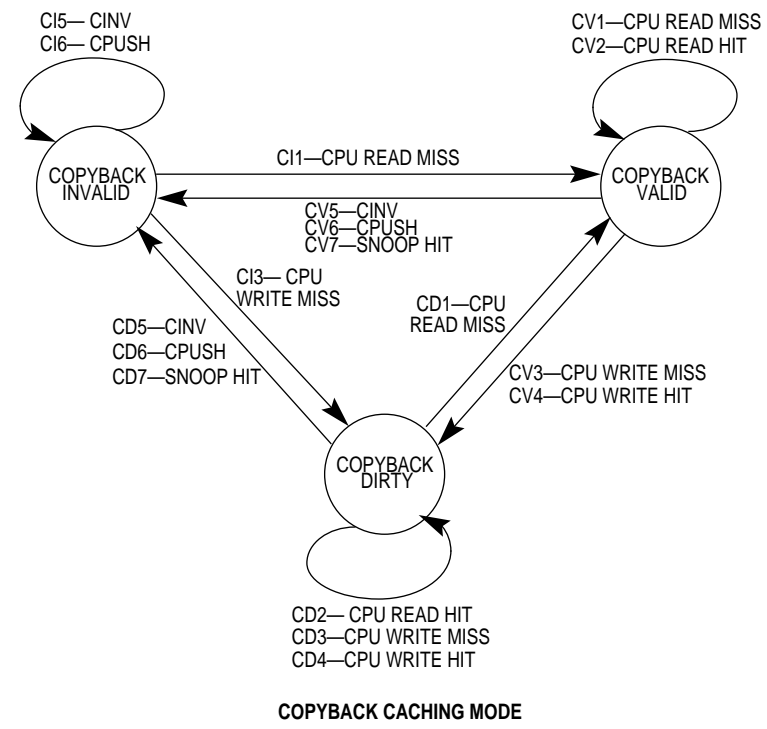 CI5— CINV
CI6— CPUSH
CV1—CPU READ MISS
CV2—CPU READ HIT
COPYBACK
INVALID
CI1—CPU READ MISS
COPYBACK
VALID
CV5—CINV
CV6—CPUSH
CV7—SNOOP HIT
CI3— CPU
WRITE MISS
CD1—CPU
READ MISS
CD5—CINV
CD6—CPUSH
CD7—SNOOP HIT
CV3—CPU WRITE MISS
CV4—CPU WRITE HIT
COPYBACK
DIRTY
CD2— CPU READ HIT
CD3—CPU WRITE MISS
CD4—CPU WRITE HIT
COPYBACK CACHING MODE